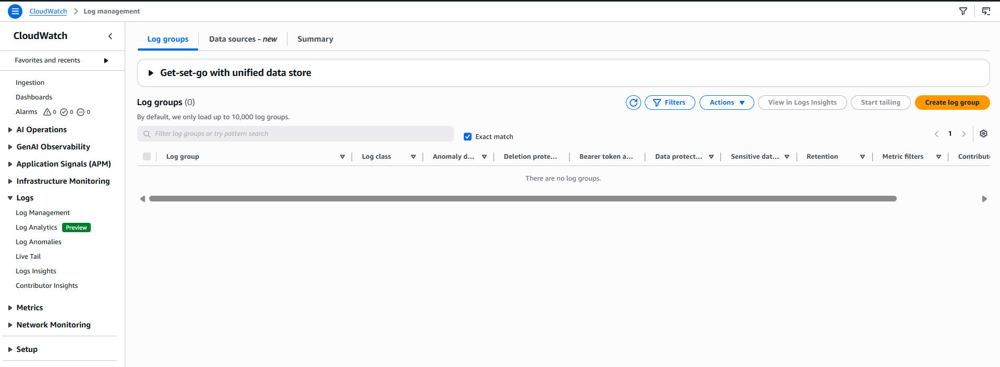 CloudWatch > Log management
CloudWatch
Favorites and recents
Ingestion
Dashboards
Alarms 0 0 0
AI Operations
GenAI Observability
Application Signals (APM)
Infrastructure Monitoring
Logs
Log Management
Log Analytics Preview
Log Anomalies
Live Tail
Logs Insights
Contributor Insights
Metrics
Network Monitoring
Setup
Log groups
Data sources - new
Summary
Get-set-go with unified data store
Log groups (0)
Filters
Actions
View in Logs Insights
Start tailing
Create log group
By default, we only load up to 10,000 log groups.
Filter log groups or try pattern search
Exact match
1
Log group
Log class
Anomaly d...
Deletion prote...
Bearer token a...
Data protect...
Sensitive dat...
Retention
Metric filters
Contribut
There are no log groups.